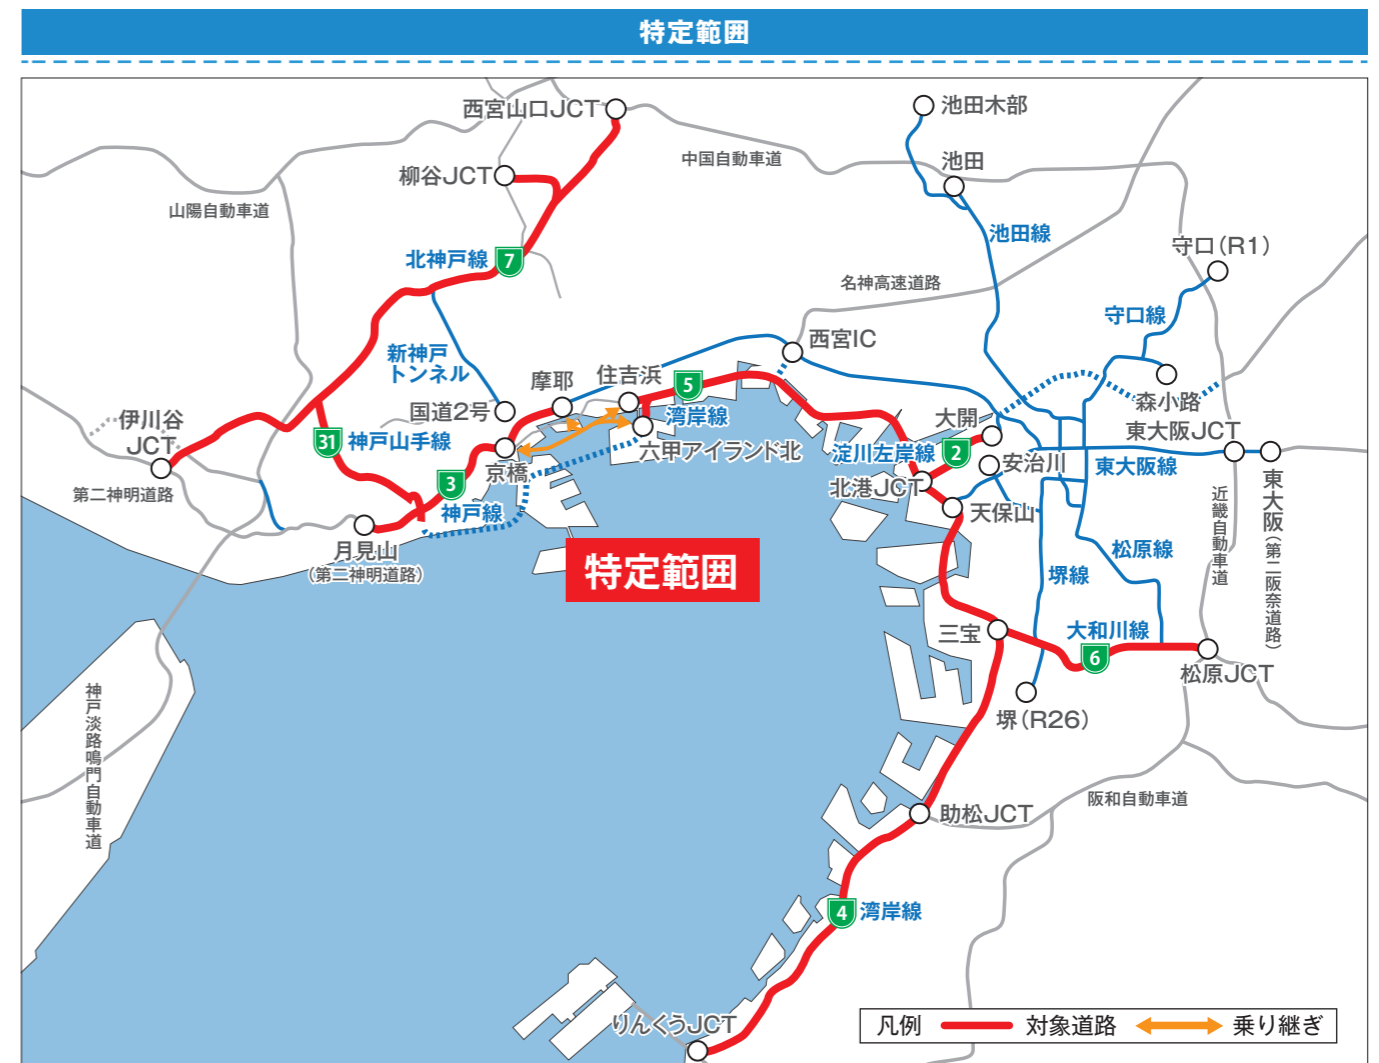 特定範囲
西宮山口JCT
池田木部
中国自動車道
池田
柳谷JCT
山陽自動車道
池田線
守口(R1)
北神戸線
7
名神高速道路
守口線
西宮IC
新神戸
トンネル
摩耶
住吉浜
5
森小路
国道2号
湾岸線
大開
東大阪JCT
伊川谷
JCT
31
神戸山手線
六甲アイランド北
淀川左岸線
2
安治川
東大阪線
京橋
北港JCT
東大阪(第二阪奈道路)
第二神明道路
3
神戸線
天保山
近畿自動車道
月見山
(第二神明道路)
松原線
特定範囲
堺線
三宝
大和川線
6
松原JCT
神戸淡路鳴門自動車道
堺(R26)
阪和自動車道
助松JCT
4
湾岸線
りんくうJCT
凡例
対象道路
乗り継ぎ